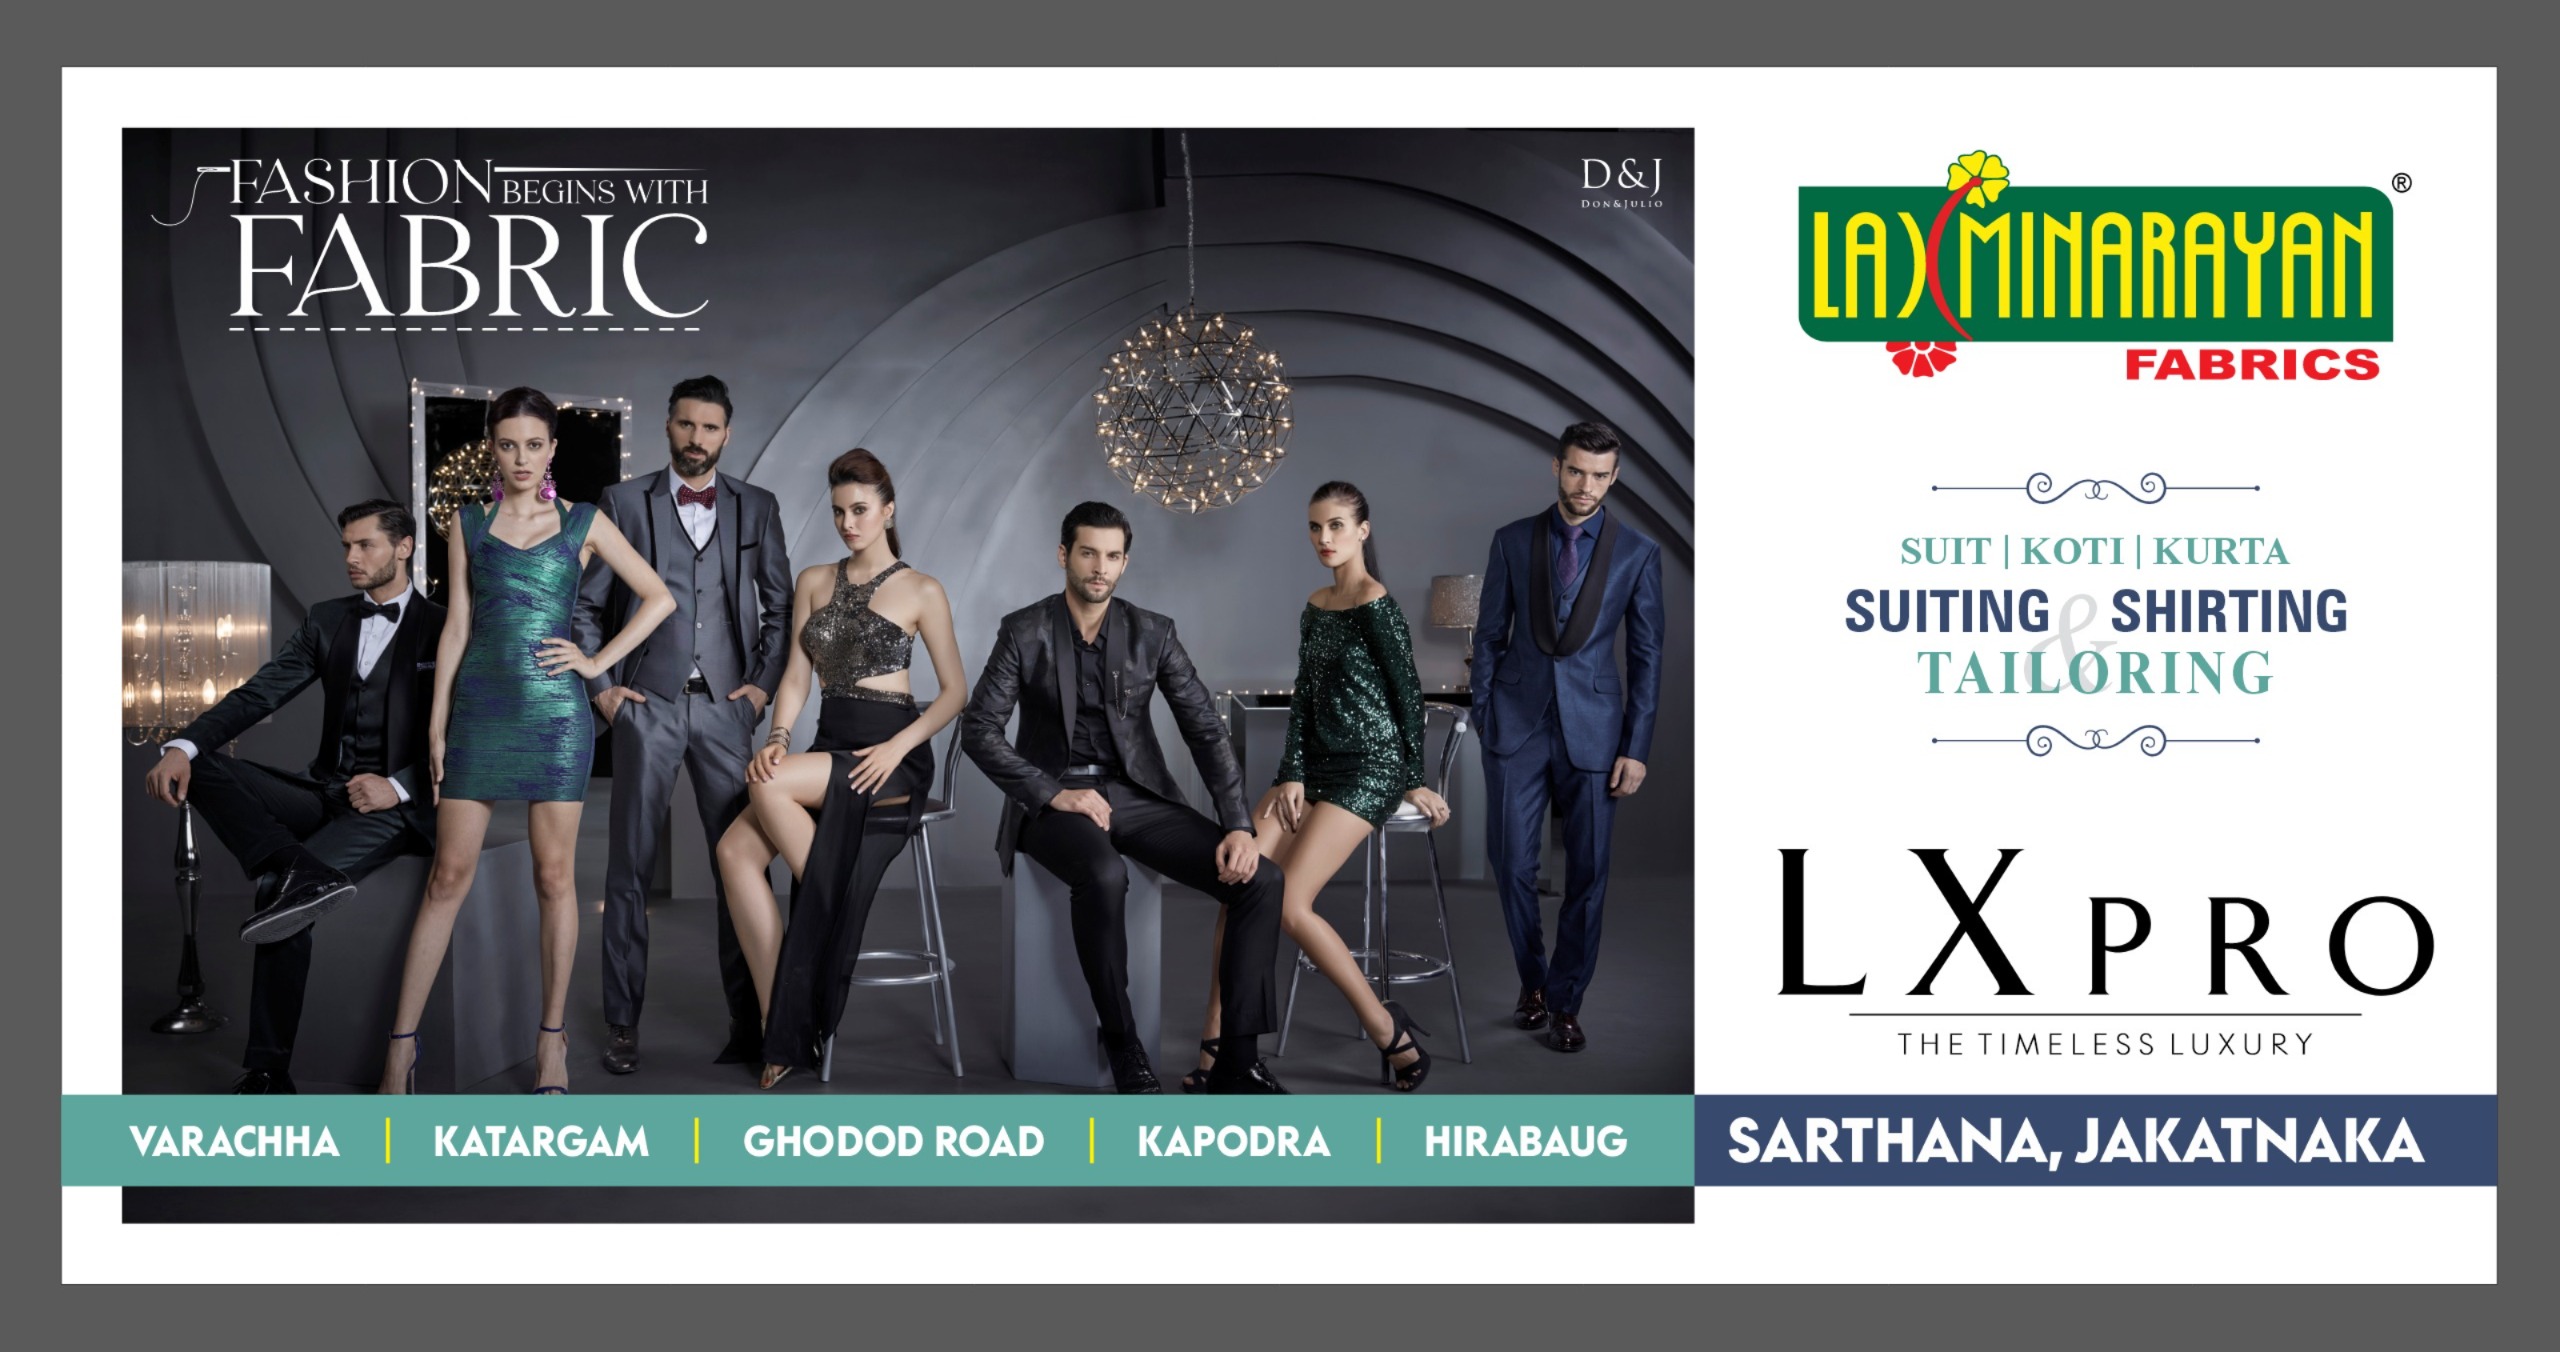 FASHION BEGINS WITH
FABRIC
D&J
DON&JULIO
LAXMINARAYAN ®
FABRICS
SUIT | KOTI | KURTA
SUITING & SHIRTING
TAILORING
LX PRO
THE TIMELESS LUXURY
VARACHHA | KATARGAM | GHODOD ROAD | KAPODRA | HIRABAUG
SARTHANA, JAKATNAKA